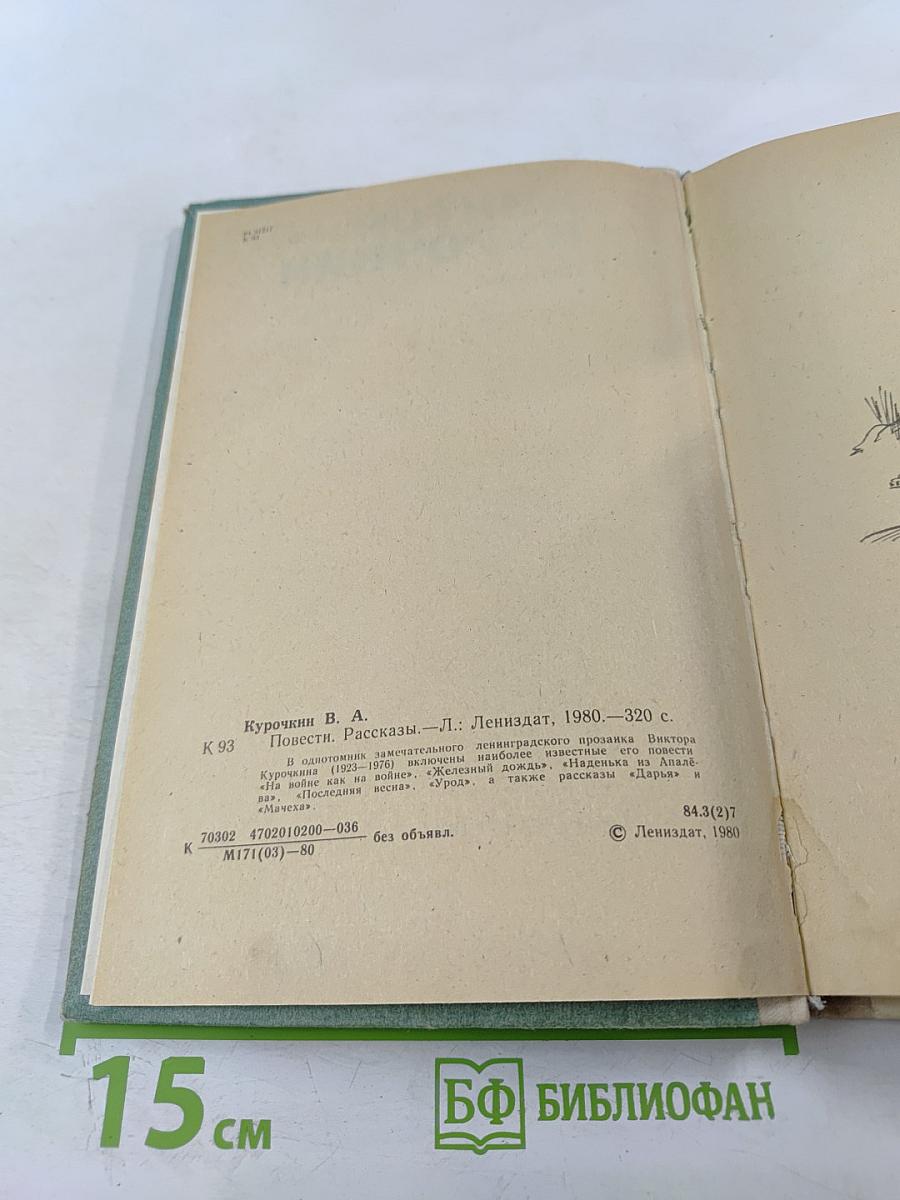 К 93
Курочкин В. А.
К 93 Повести. Рассказы.—Л.: Лениздат, 1980.—320 с.
В однотомник замечательного ленинградского прозаика Виктора
Курочкина (1923—1976) включены наиболее известные его повести
«На войне как на войне», «Железный дождь», «Наденька из Апалё-
ва», «Последняя весна», «Урод», а также рассказы «Дарья» и
«Мачеха».
84.3(2)7
К 70302 4702010200—036 без объявл.
М171(03)—80
© Лениздат, 1980
15 см
БФ БИБЛИОФАН